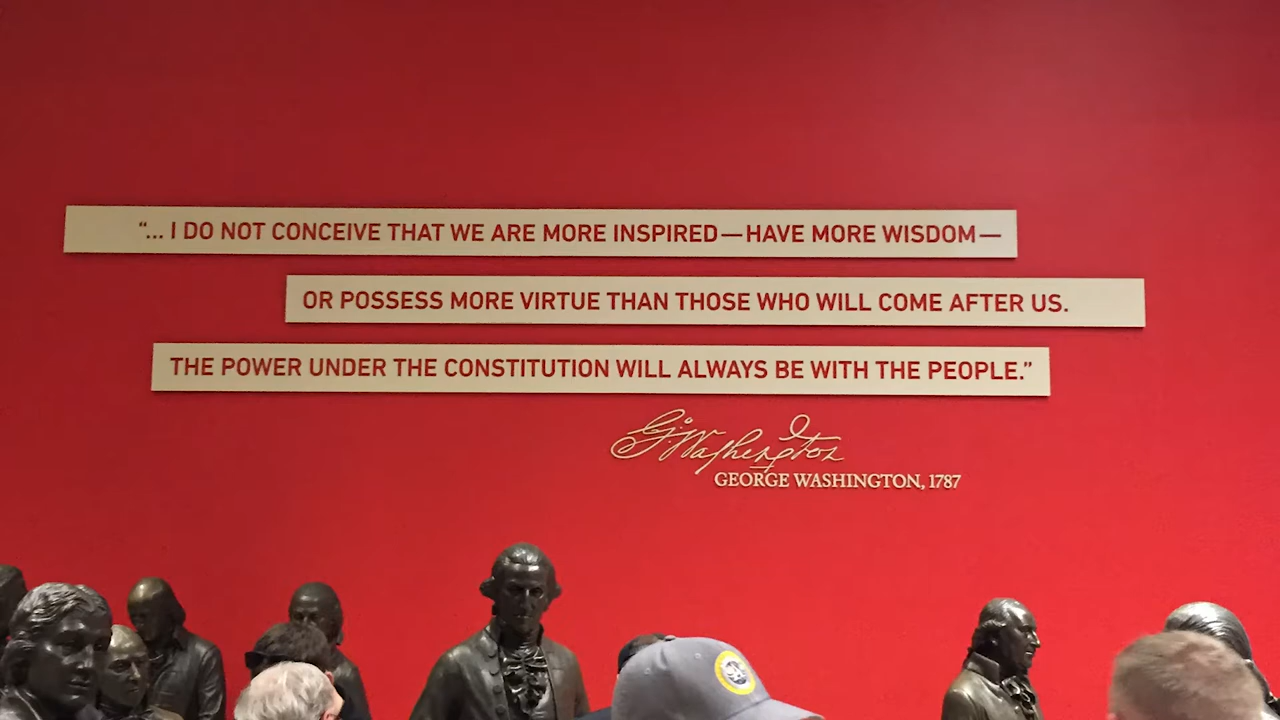 “... I DO NOT CONCEIVE THAT WE ARE MORE INSPIRED—HAVE MORE WISDOM—
OR POSSESS MORE VIRTUE THAN THOSE WHO WILL COME AFTER US.
THE POWER UNDER THE CONSTITUTION WILL ALWAYS BE WITH THE PEOPLE.”
G:Washington
GEORGE WASHINGTON, 1787